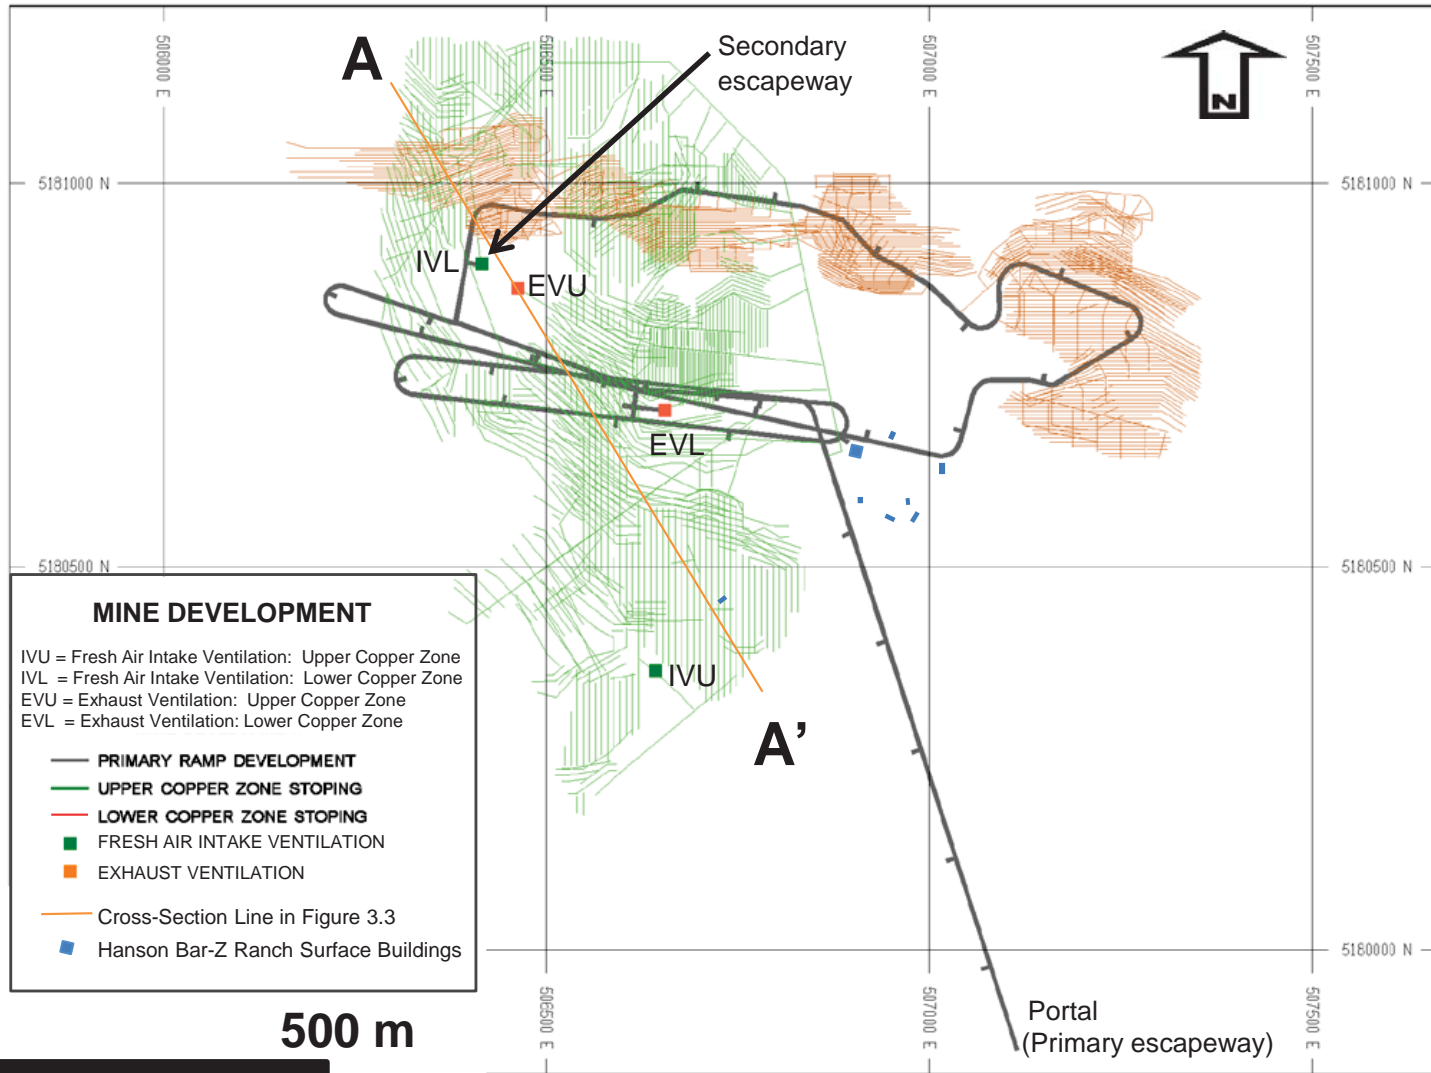 506000 E
506500 E
507000 E
507500 E
A
Secondary
escapeway
N
5181000 N
5181000 N
IVL
EVU
EVL
5180500 N
5180500 N
MINE DEVELOPMENT
IVU = Fresh Air Intake Ventilation: Upper Copper Zone
IVL = Fresh Air Intake Ventilation: Lower Copper Zone
EVU = Exhaust Ventilation: Upper Copper Zone
EVL = Exhaust Ventilation: Lower Copper Zone
PRIMARY RAMP DEVELOPMENT
UPPER COPPER ZONE STOPING
LOWER COPPER ZONE STOPING
FRESH AIR INTAKE VENTILATION
EXHAUST VENTILATION
Cross-Section Line in Figure 3.3
Hanson Bar-Z Ranch Surface Buildings
IVU
A’
5180000 N
506500 E
507000 E
507500 E
Portal
(Primary escapeway)
500 m